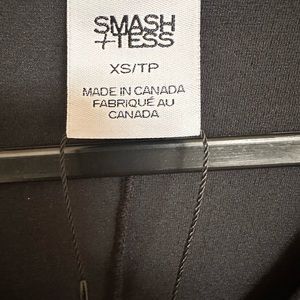 SMASH
+TESS
XS/TP
MADE IN CANADA
FABRIQUÉ AU
CANADA